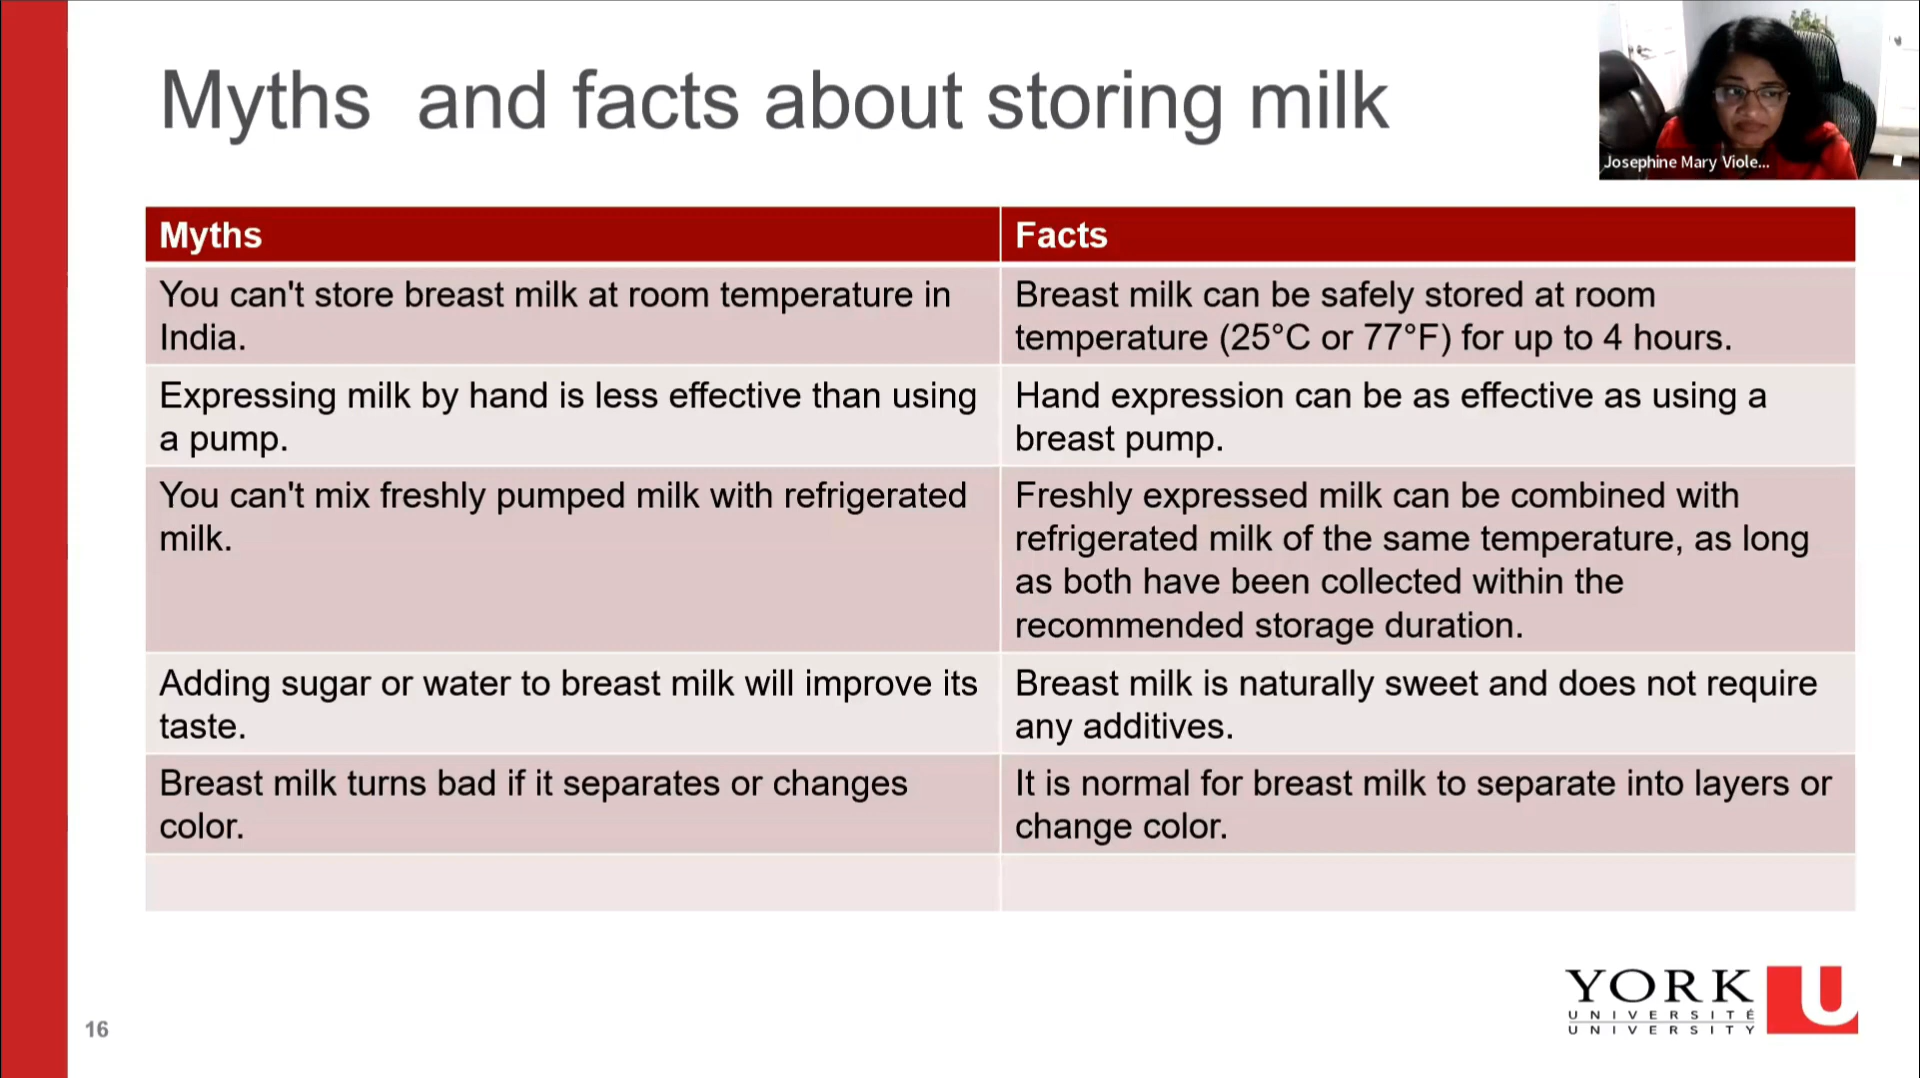 Myths and facts about storing milk
Josephine Mary Viole...
Myths
Facts
You can't store breast milk at room temperature in
India.
Breast milk can be safely stored at room
temperature (25°C or 77°F) for up to 4 hours.
Expressing milk by hand is less effective than using
a pump.
Hand expression can be as effective as using a
breast pump.
You can't mix freshly pumped milk with refrigerated
milk.
Freshly expressed milk can be combined with
refrigerated milk of the same temperature, as long
as both have been collected within the
recommended storage duration.
Adding sugar or water to breast milk will improve its
taste.
Breast milk is naturally sweet and does not require
any additives.
Breast milk turns bad if it separates or changes
color.
It is normal for breast milk to separate into layers or
change color.
YORK U
UNIVERSITÉ
UNIVERSITY
16